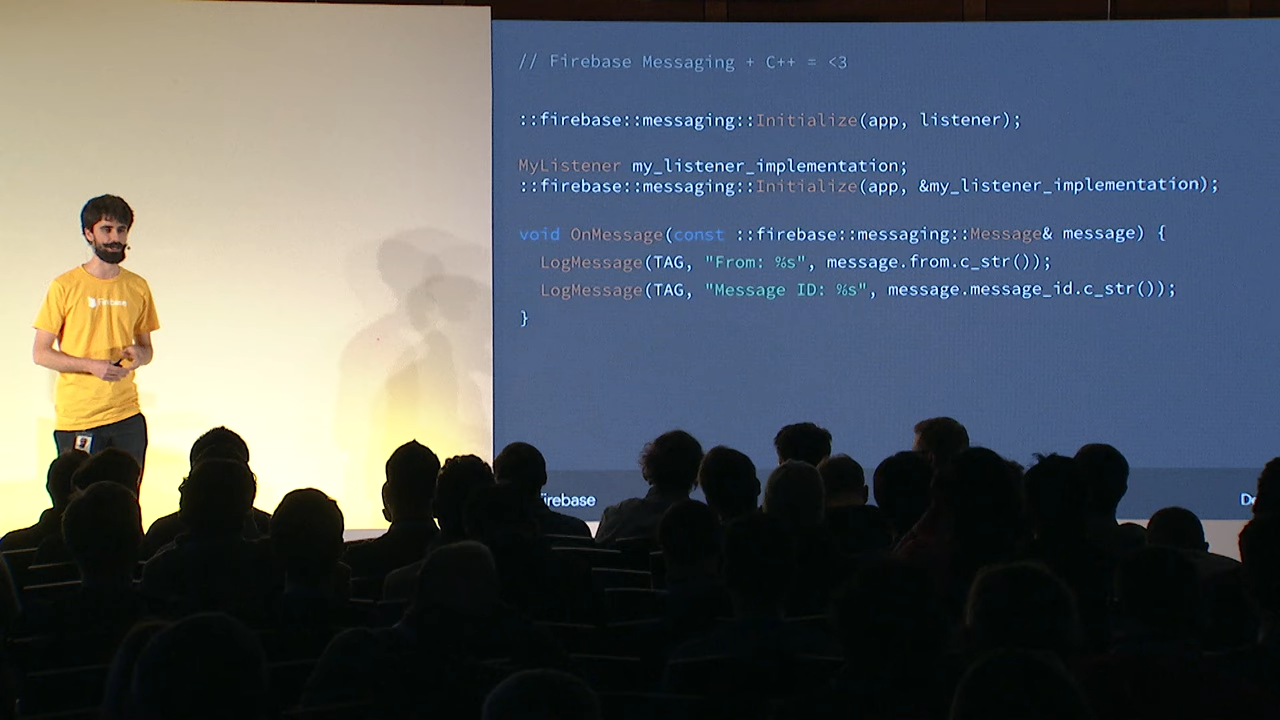 // Firebase Messaging + C++ = <3
::firebase::messaging::Initialize(app, listener);
MyListener my_listener_implementation;
::firebase::messaging::Initialize(app, &my_listener_implementation);
void OnMessage(const ::firebase::messaging::Message& message) {
LogMessage(TAG, "From: %s", message.from.c_str());
LogMessage(TAG, "Message ID: %s", message.message_id.c_str());
}
Firebase
irebase